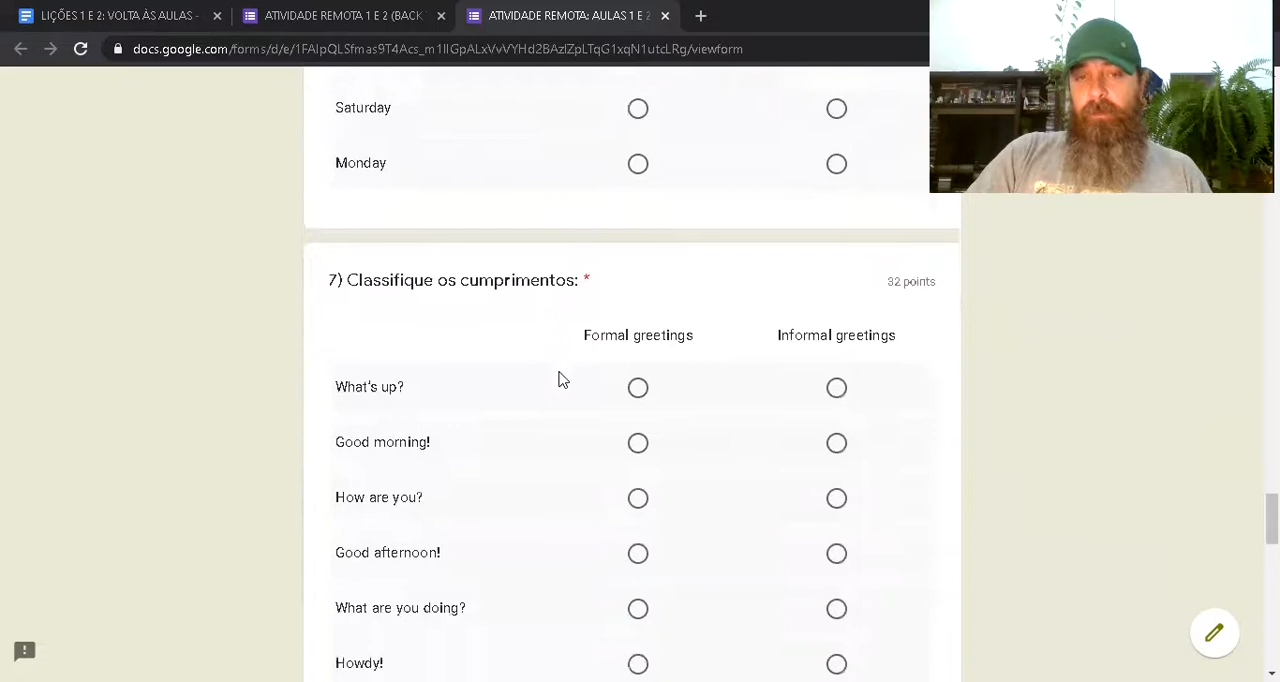 LIÇÕES 1 E 2: VOLTA ÀS AULAS -
ATIVIDADE REMOTA 1 E 2 (BACK
ATIVIDADE REMOTA: AULAS 1 E 2
Saturday
Monday
7) Classifique os cumprimentos: *
32 points
Formal greetings
Informal greetings
What's up?
Good morning!
How are you?
Good afternoon!
What are you doing?
Howdy!